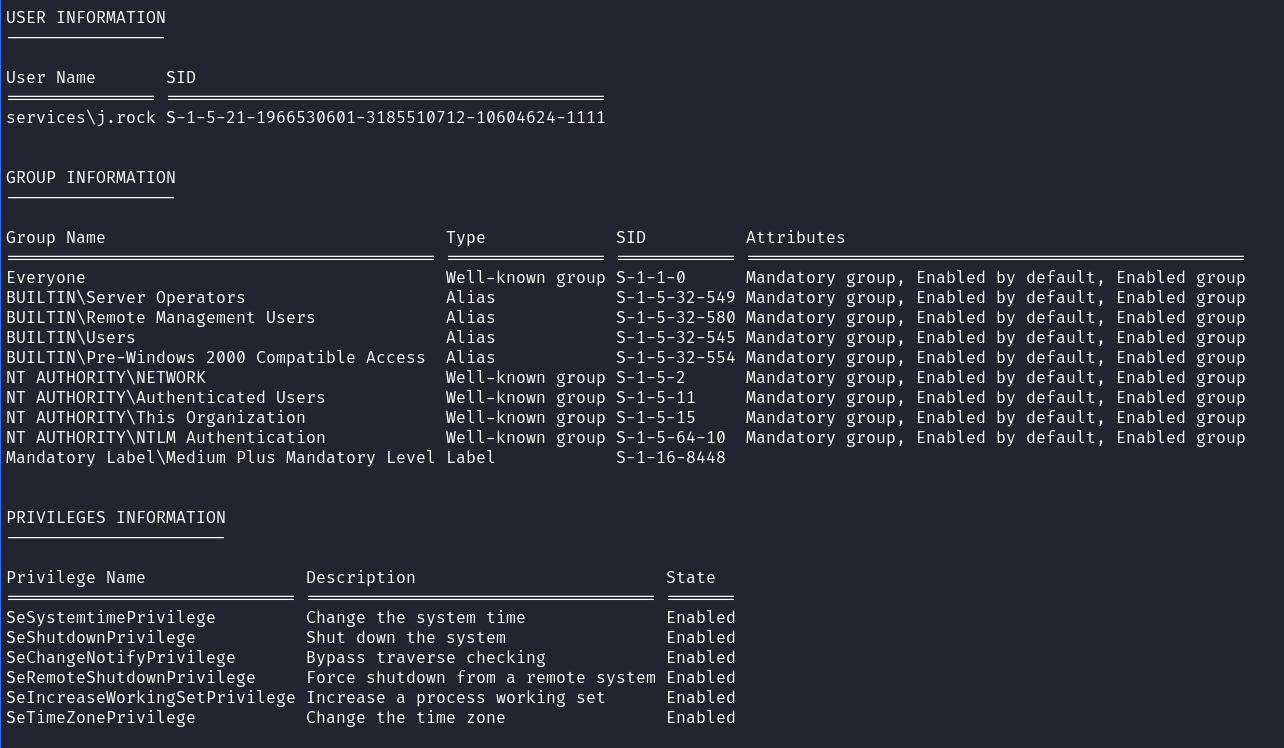 USER INFORMATION
----------------

User Name       SID
=============== ============================================
services\j.rock S-1-5-21-1966530601-3185510712-10604624-1111


GROUP INFORMATION
-----------------

Group Name                                  Type             SID          Attributes
=========================================== ================ ============ ==================================================
Everyone                                    Well-known group S-1-1-0      Mandatory group, Enabled by default, Enabled group
BUILTIN\Server Operators                    Alias            S-1-5-32-549 Mandatory group, Enabled by default, Enabled group
BUILTIN\Remote Management Users             Alias            S-1-5-32-580 Mandatory group, Enabled by default, Enabled group
BUILTIN\Users                               Alias            S-1-5-32-545 Mandatory group, Enabled by default, Enabled group
BUILTIN\Pre-Windows 2000 Compatible Access  Alias            S-1-5-32-554 Mandatory group, Enabled by default, Enabled group
NT AUTHORITY\NETWORK                        Well-known group S-1-5-2      Mandatory group, Enabled by default, Enabled group
NT AUTHORITY\Authenticated Users            Well-known group S-1-5-11     Mandatory group, Enabled by default, Enabled group
NT AUTHORITY\This Organization              Well-known group S-1-5-15     Mandatory group, Enabled by default, Enabled group
NT AUTHORITY\NTLM Authentication            Well-known group S-1-5-64-10  Mandatory group, Enabled by default, Enabled group
Mandatory Label\Medium Plus Mandatory Level Label            S-1-16-8448


PRIVILEGES INFORMATION
----------------------

Privilege Name                Description                         State
============================= =================================== =======
SeSystemtimePrivilege         Change the system time              Enabled
SeShutdownPrivilege           Shut down the system                Enabled
SeChangeNotifyPrivilege       Bypass traverse checking            Enabled
SeRemoteShutdownPrivilege     Force shutdown from a remote system Enabled
SeIncreaseWorkingSetPrivilege Increase a process working set      Enabled
SeTimeZonePrivilege           Change the time zone                Enabled